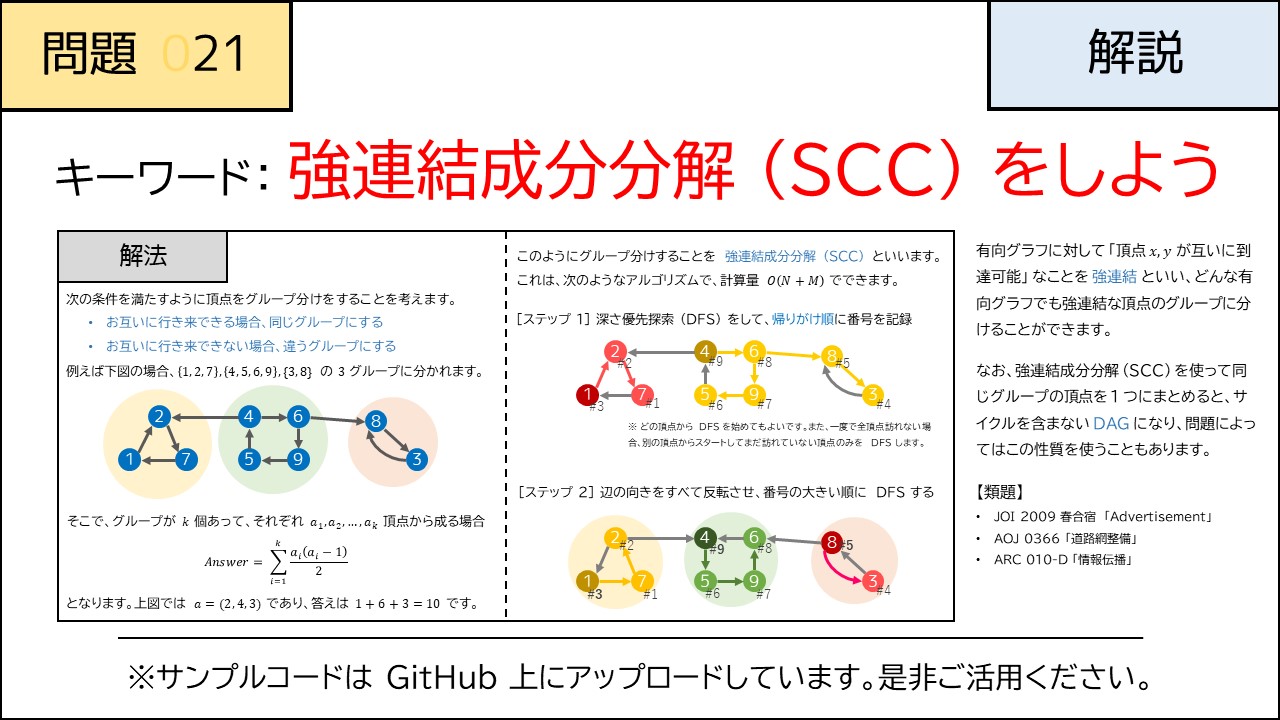 問題 021
解説
キーワード: 強連結成分分解(SCC)をしよう
解法
次の条件を満たすように頂点をグループ分けをすることを考えます。
• お互いに行き来できる場合、同じグループにする
• お互いに行き来できない場合、違うグループにする
例えば下図の場合、{1,2,7},{4,5,6,9},{3,8} の 3 グループに分かれます。
2 4 6 8
1 7 5 9 3
そこで、グループが k 個あって、それぞれ a₁, a₂, …, aₖ 頂点から成る場合
Answer = ∑_{i=1}^{k} aᵢ(aᵢ − 1)/2
となります。上図では a = (2, 4, 3) であり、答えは 1 + 6 + 3 = 10 です。
このようにグループ分けすることを 強連結成分分解(SCC)といいます。
これは、次のようなアルゴリズムで、計算量 O(N + M) でできます。
[ステップ 1] 深さ優先探索(DFS)をして、帰りがけ順に番号を記録
2 #2 4 #9 6 #8 8 #5
1 #3 7 #1 5 #6 9 #7 3 #4
※ どの頂点から DFS を始めてもよいです。また、一度で全頂点訪れない場
合、別の頂点からスタートしてまだ訪れていない頂点のみを DFS します。
[ステップ 2] 辺の向きをすべて反転させ、番号の大きい順に DFS する
2 #2 4 #9 6 #8 8 #5
1 #3 7 #1 5 #6 9 #7 3 #4
有向グラフに対して「頂点 x, y が互いに到
達可能」なことを 強連結 といい、どんな有
向グラフでも強連結な頂点のグループに分
けることができます。
なお、強連結成分分解(SCC)を使って同
じグループの頂点を1つにまとめると、サ
イクルを含まない DAG になり、問題によっ
てはこの性質を使うこともあります。
【類題】
• JOI 2009 春合宿 「Advertisement」
• AOJ 0366「道路網整備」
• ARC 010-D「情報伝播」
※サンプルコードは GitHub 上にアップロードしています。是非ご活用ください。